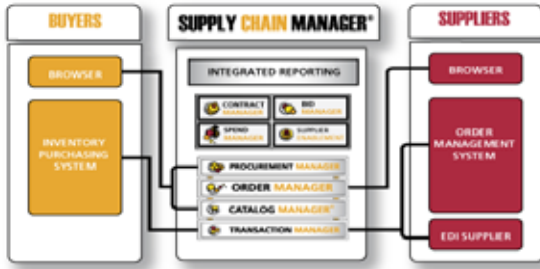 BUYERS
BROWSER
INVENTORY
PURCHASING
SYSTEM
SUPPLY CHAIN MANAGER®
INTEGRATED REPORTING
CONTRACT
MANAGER
BID
MANAGER
SPEND
MANAGER
SUPPLIER
ENABLEMENT
PROCUREMENT MANAGER
ORDER MANAGER
CATALOG MANAGER
TRANSACTION MANAGER
SUPPLIERS
BROWSER
ORDER
MANAGEMENT
SYSTEM
EDI SUPPLIER